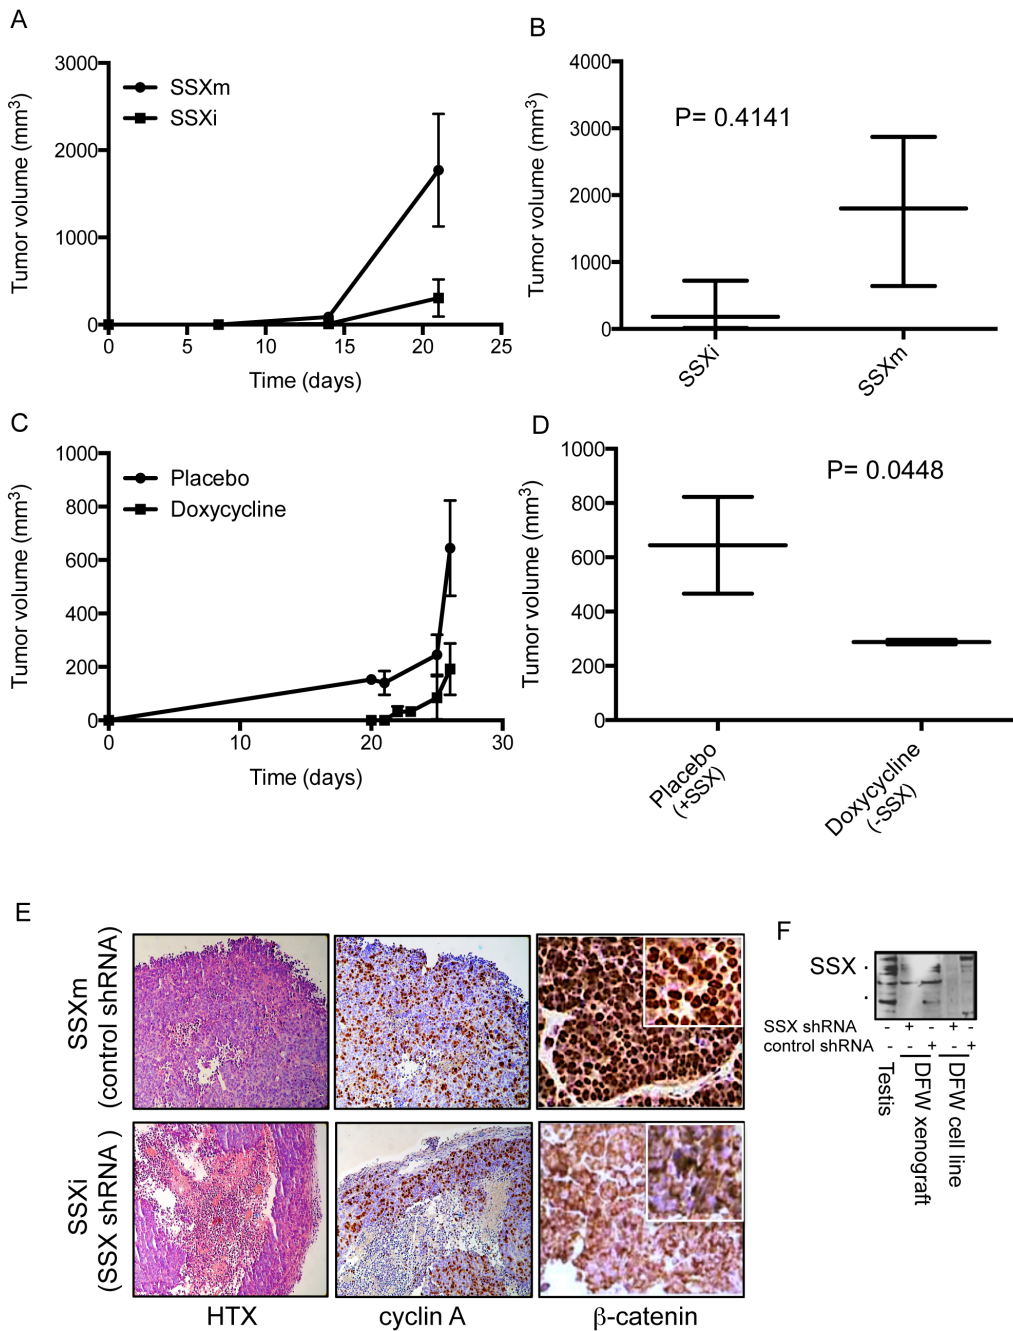 A
3000
2000
1000
0
0 5 10 15 20 25
Tumor volume (mm³)
Time (days)
SSXm
SSXi
B
4000
3000
2000
1000
0
Tumor volume (mm³)
P= 0.4141
SSXi
SSXm
C
1000
800
600
400
200
0
0 10 20 30
Tumor volume (mm³)
Time (days)
Placebo
Doxycycline
D
1000
800
600
400
200
0
Tumor volume (mm³)
P= 0.0448
Placebo
(+SSX)
Doxycycline
(-SSX)
E
SSXm
(control shRNA)
SSXi
(SSX shRNA )
HTX cyclin A β-catenin
F
SSX
SSX shRNA - + - + -
control shRNA - - + - +
Testis
DFW xenograft
DFW cell line